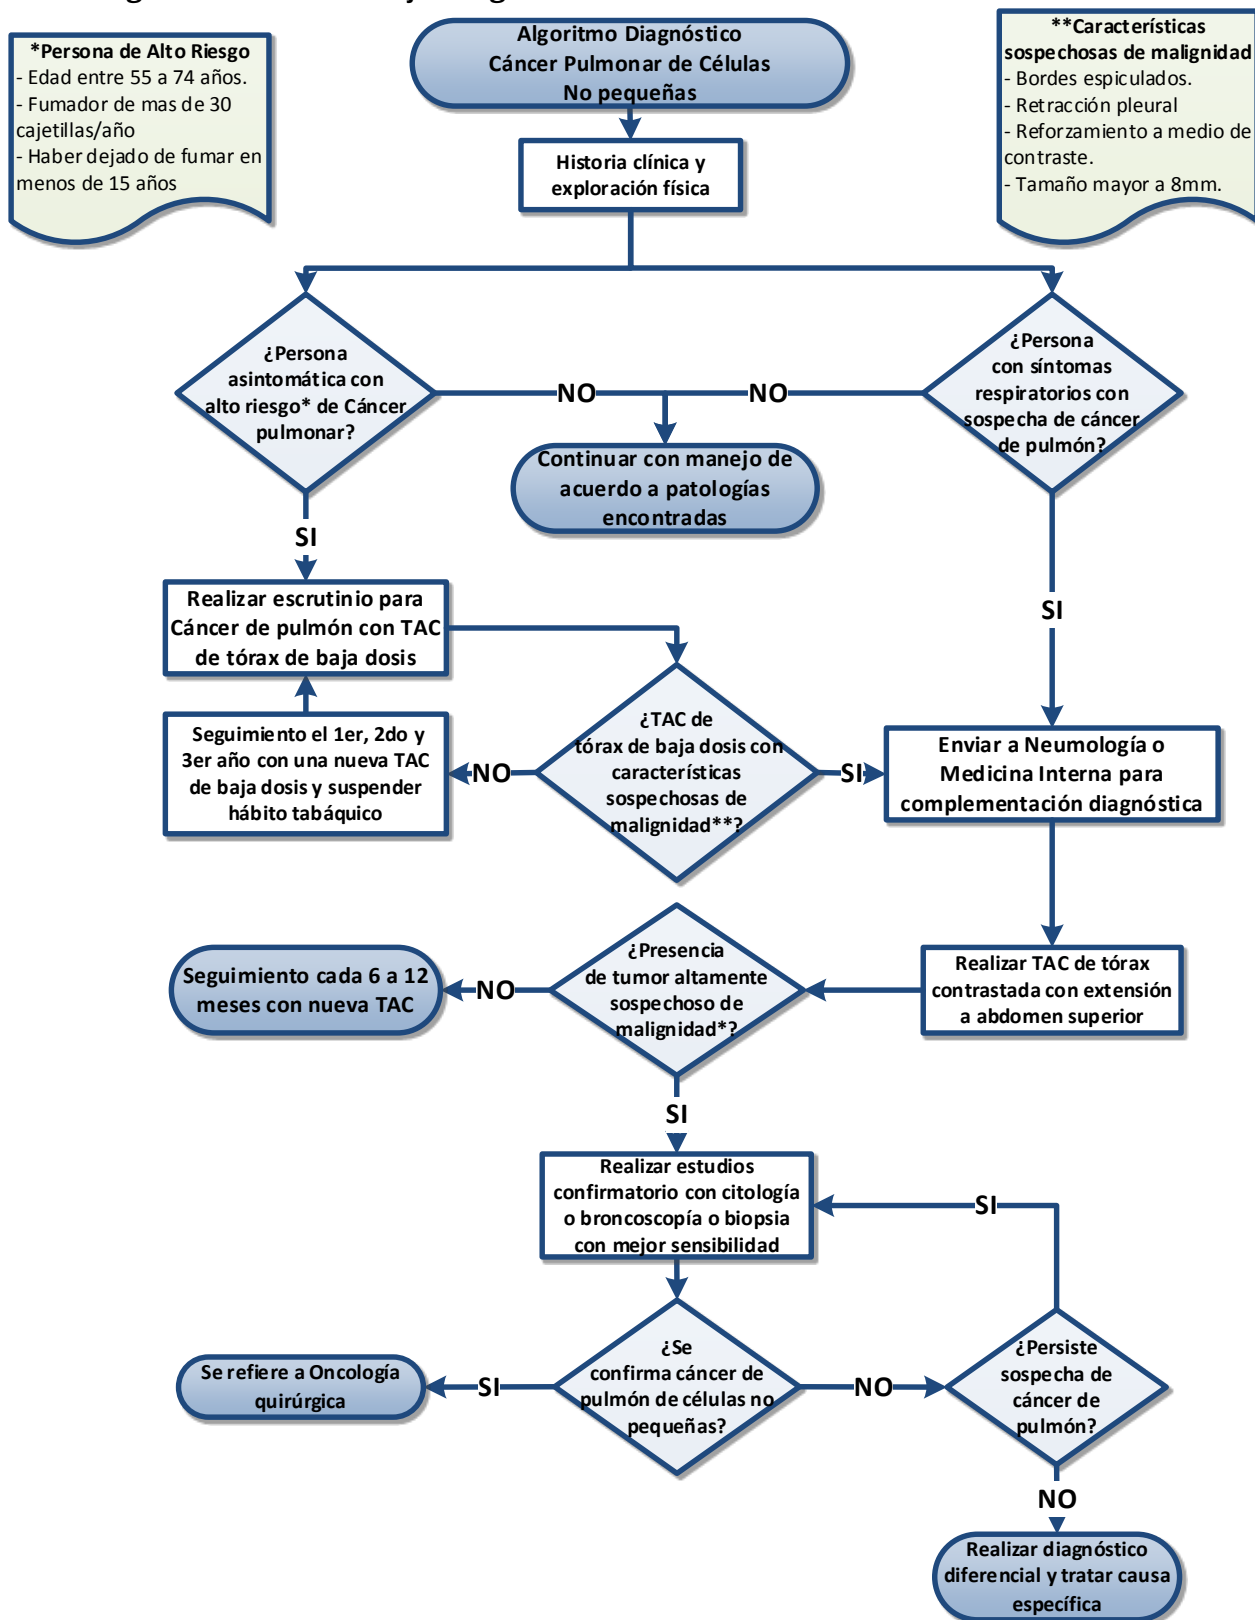 *Persona de Alto Riesgo
- Edad entre 55 a 74 años.
- Fumador de mas de 30
cajetillas/año
- Haber dejado de fumar en
menos de 15 años
Algoritmo Diagnóstico
Cáncer Pulmonar de Células
No pequeñas
**Características
sospechosas de malignidad
- Bordes espiculados.
- Retracción pleural
- Reforzamiento a medio de
contraste.
- Tamaño mayor a 8mm.
Historia clínica y
exploración física
¿Persona
asintomática con
alto riesgo* de Cáncer
pulmonar?
NO
NO
¿Persona
con síntomas
respiratorios con
sospecha de cáncer
de pulmón?
Continuar con manejo de
acuerdo a patologías
encontradas
SI
SI
Realizar escrutinio para
Cáncer de pulmón con TAC
de tórax de baja dosis
Seguimiento el 1er, 2do y
3er año con una nueva TAC
de baja dosis y suspender
hábito tabáquico
NO
¿TAC de
tórax de baja dosis con
características
sospechosas de
malignidad**?
SI
Enviar a Neumología o
Medicina Interna para
complementación diagnóstica
Seguimiento cada 6 a 12
meses con nueva TAC
NO
¿Presencia
de tumor altamente
sospechoso de
malignidad*?
Realizar TAC de tórax
contrastada con extensión
a abdomen superior
SI
Realizar estudios
confirmatorio con citología
o broncoscopía o biopsia
con mejor sensibilidad
SI
Se refiere a Oncología
quirúrgica
SI
¿Se
confirma cáncer de
pulmón de células no
pequeñas?
NO
¿Persiste
sospecha de
cáncer de
pulmón?
NO
Realizar diagnóstico
diferencial y tratar causa
específica